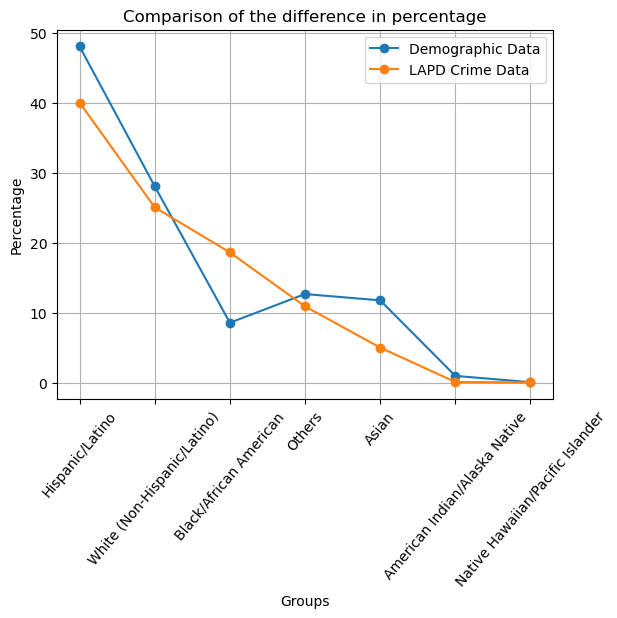 Comparison of the difference in percentage
Demographic Data
LAPD Crime Data
Percentage
50
40
30
20
10
0
Hispanic/Latino
White (Non-Hispanic/Latino)
Black/African American
Others
Asian
American Indian/Alaska Native
Native Hawaiian/Pacific Islander
Groups